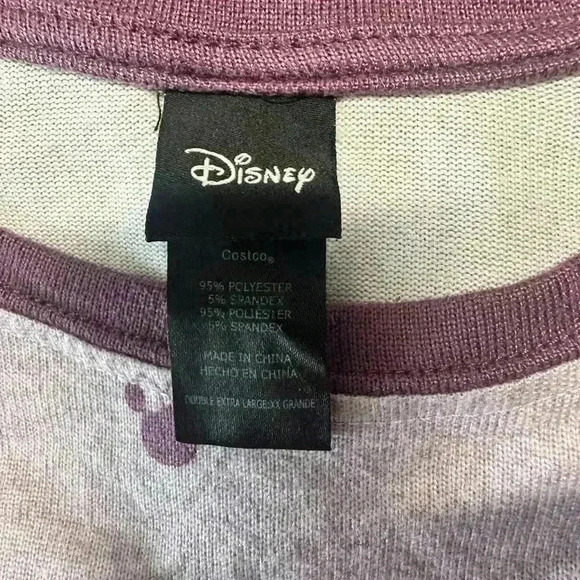 Disney
Costco®
95% POLYESTER
5% SPANDEX
95% POLIESTER
5% SPANDEX
MADE IN CHINA
HECHO EN CHINA
DOUBLE EXTRA LARGE/XX GRANDE